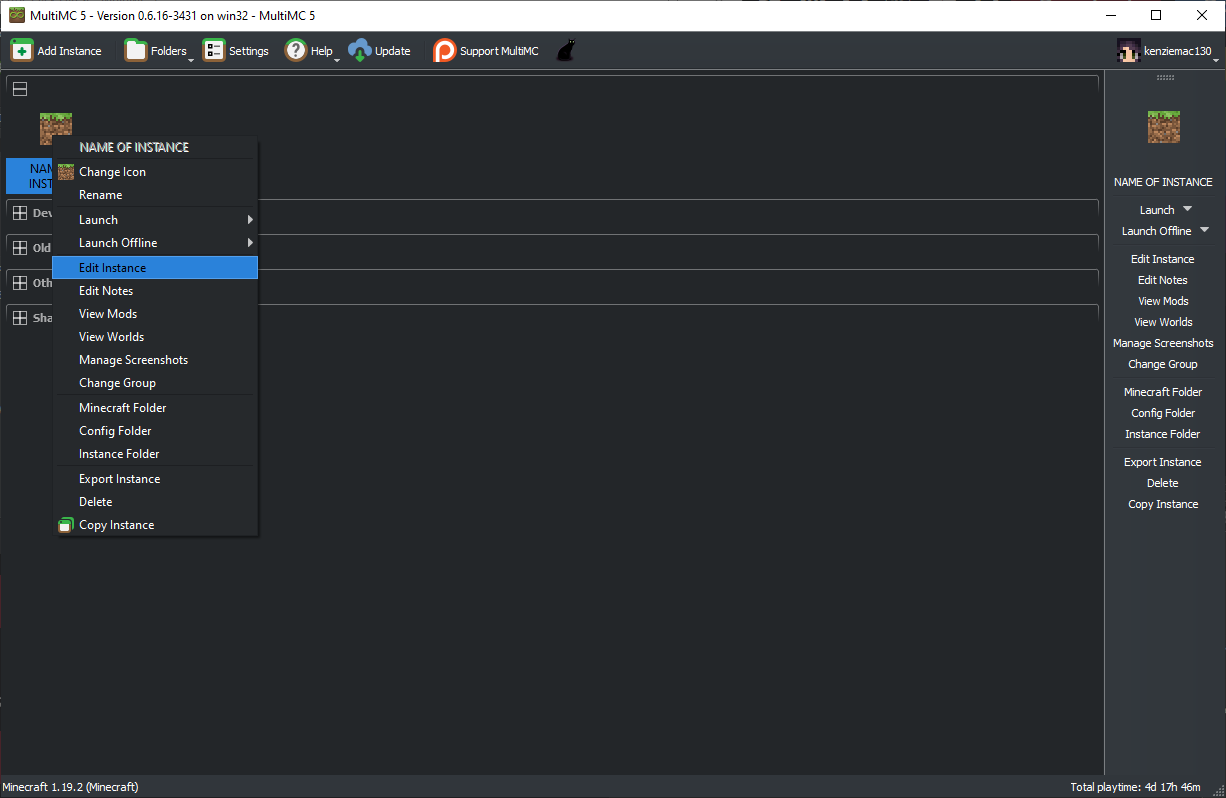 MultiMC 5 - Version 0.6.16-3431 on win32 - MultiMC 5
Add Instance Folders Settings Help Update Support MultiMC kenziemac130
NAME OF INSTANCE
Change Icon
Rename
Launch
Launch Offline
Edit Instance
Edit Notes
View Mods
View Worlds
Manage Screenshots
Change Group
Minecraft Folder
Config Folder
Instance Folder
Export Instance
Delete
Copy Instance
NAM
INST
Dev
Old
Oth
Sha
NAME OF INSTANCE
Launch
Launch Offline
Edit Instance
Edit Notes
View Mods
View Worlds
Manage Screenshots
Change Group
Minecraft Folder
Config Folder
Instance Folder
Export Instance
Delete
Copy Instance
Minecraft 1.19.2 (Minecraft)
Total playtime: 4d 17h 46m